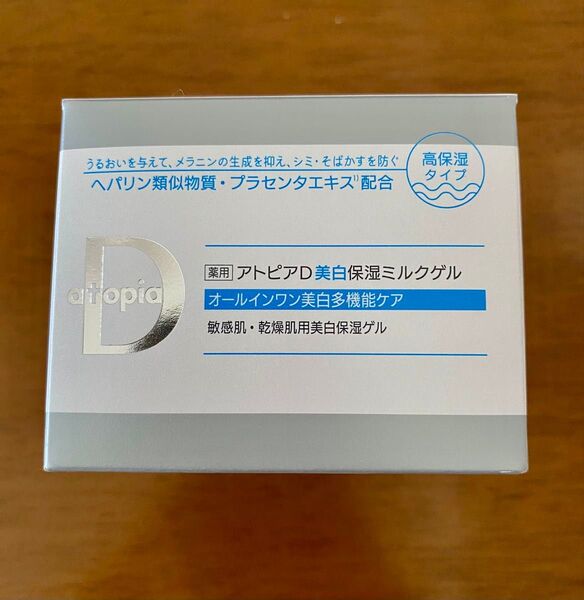 うるおいを与えて、メラニンの生成を抑え、シミ・そばかすを防ぐ
ヘパリン類似物質・プラセンタエキス1)配合
高保湿
タイプ
D
atopia
薬用 アトピアD美白保湿ミルクゲル
オールインワン美白多機能ケア
敏感肌・乾燥肌用美白保湿ゲル